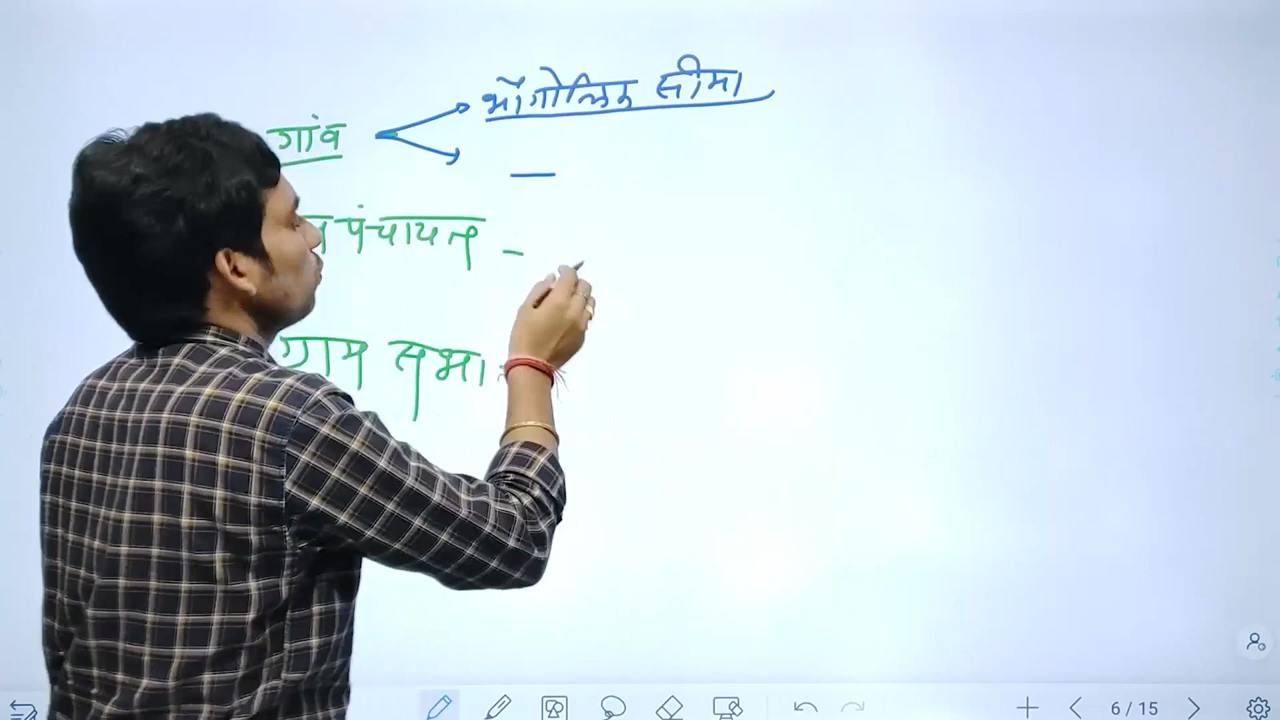 भौगोलिक सीमा
गांव
पंचायत -
ग्राम सभा
6 / 15